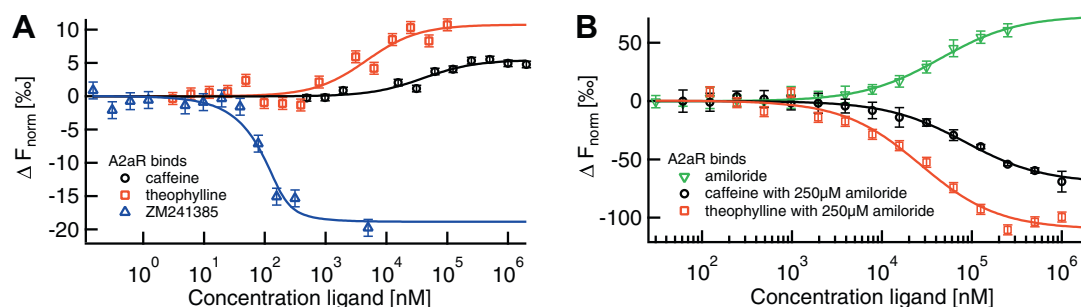 A
10
5
0
-5
-10
-15
-20
Δ Fnorm [‰]
A2aR binds
caffeine
theophylline
ZM241385
10^0 10^1 10^2 10^3 10^4 10^5 10^6
Concentration ligand [nM]
B
50
0
-50
-100
Δ Fnorm [‰]
A2aR binds
amiloride
caffeine with 250µM amiloride
theophylline with 250µM amiloride
10^2 10^3 10^4 10^5 10^6
Concentration ligand [nM]